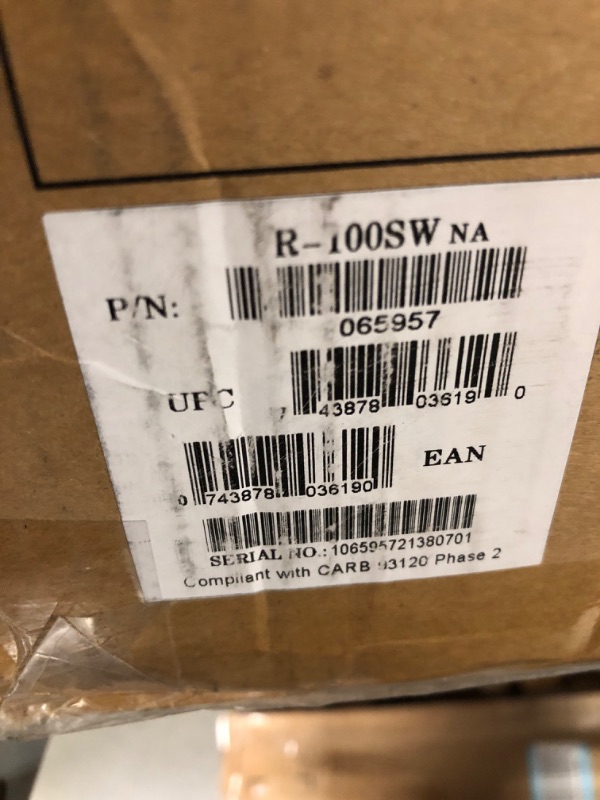 R-100SW NA
P/N:
065957
UPC
7 43878 03619 0
EAN
0 743878 036190
SERIAL NO.: 106595721380701
Compliant with CARB 93120 Phase 2